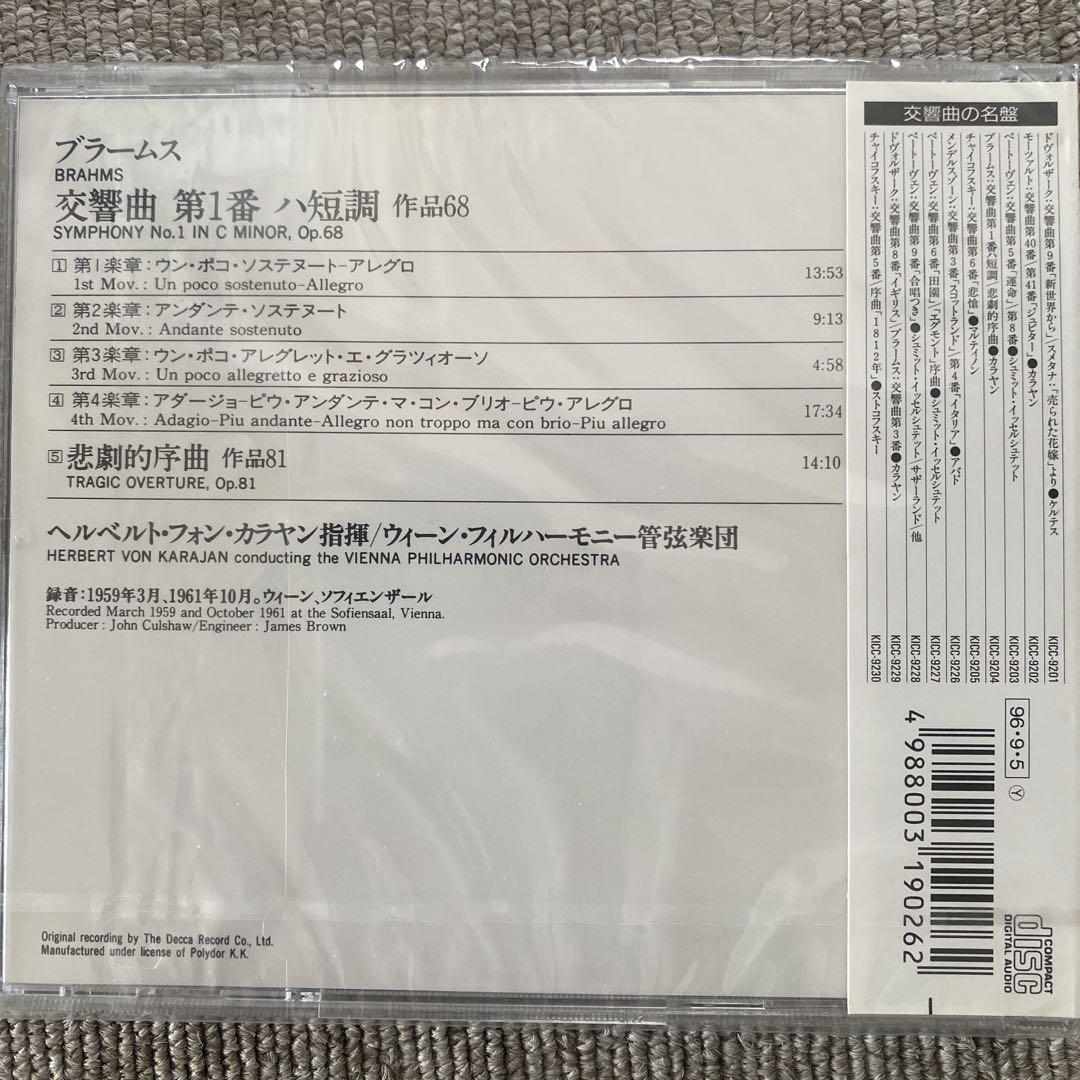 ブラームス
BRAHMS
交響曲 第1番 ハ短調 作品68
SYMPHONY No.1 IN C MINOR, Op.68
1 第1楽章：ウン・ポコ・ソステヌート−アレグロ 13:53
1st Mov.: Un poco sostenuto-Allegro
2 第2楽章：アンダンテ・ソステヌート 9:13
2nd Mov.: Andante sostenuto
3 第3楽章：ウン・ポコ・アレグレット・エ・グラツィオーソ 4:58
3rd Mov.: Un poco allegretto e grazioso
4 第4楽章：アダージョ−ピウ・アンダンテ・マ・コン・ブリオ−ピウ・アレグロ 17:34
4th Mov.: Adagio-Piu andante-Allegro non troppo ma con brio-Piu allegro
5 悲劇的序曲 作品81 14:10
TRAGIC OVERTURE, Op.81
ヘルベルト・フォン・カラヤン指揮/ウィーン・フィルハーモニー管弦楽団
HERBERT VON KARAJAN conducting the VIENNA PHILHARMONIC ORCHESTRA
録音：1959年3月、1961年10月。ウィーン、ソフィエンザール
Recorded March 1959 and October 1961 at the Sofiensaal, Vienna.
Producer: John Culshaw/Engineer: James Brown
Original recording by The Decca Record Co., Ltd.
Manufactured under license of Polydor K.K.
交響曲の名盤
ドヴォルザーク：交響曲第9番「新世界から」/スメタナ：「売られた花嫁」より●ケルテス KICC-9201
モーツァルト：交響曲第40番/第41番「ジュピター」●カラヤン KICC-9202
ベートーヴェン：交響曲第5番「運命」/第8番●シュミット・イッセルシュテット KICC-9203
ブラームス：交響曲第1番ハ短調/悲劇的序曲●カラヤン KICC-9204
チャイコフスキー：交響曲第6番「悲愴」●マルティノン KICC-9205
メンデルスゾーン：交響曲第3番「スコットランド」/第4番「イタリア」●アバド KICC-9226
ベートーヴェン：交響曲第6番「田園」/「エグモント」序曲●シュミット・イッセルシュテット KICC-9227
ベートーヴェン：交響曲第9番「合唱つき」●シュミット・イッセルシュテット/サザーランド/他 KICC-9228
ドヴォルザーク：交響曲第8番「イギリス」/ブラームス：交響曲第3番●カラヤン KICC-9229
チャイコフスキー：交響曲第5番/序曲「1812年」●ストコフスキー KICC-9230
96・9・5
Y
4 988003 190262
COMPACT
disc
DIGITAL AUDIO